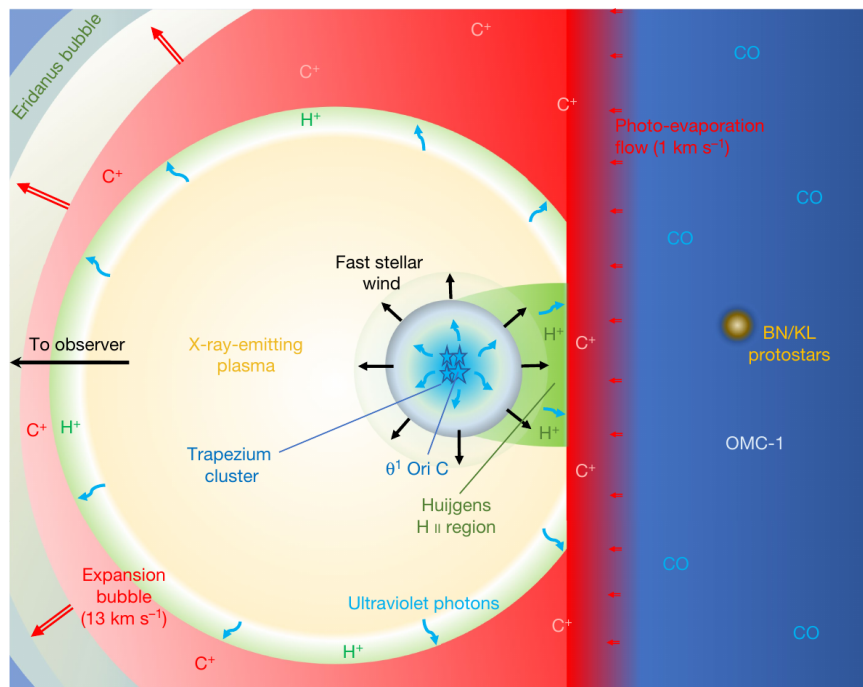 Eridanus bubble
C⁺
CO
C⁺
C⁺
H⁺
Photo-evaporation
flow (1 km s⁻¹)
C⁺
CO
CO
Fast stellar
wind
To observer
X-ray-emitting
plasma
H⁺
C⁺
BN/KL
protostars
C⁺
H⁺
H⁺
OMC-1
Trapezium
cluster
θ¹ Ori C
C⁺
Huijgens
H II region
CO
Expansion
bubble
(13 km s⁻¹)
Ultraviolet photons
C⁺
CO
H⁺
C⁺